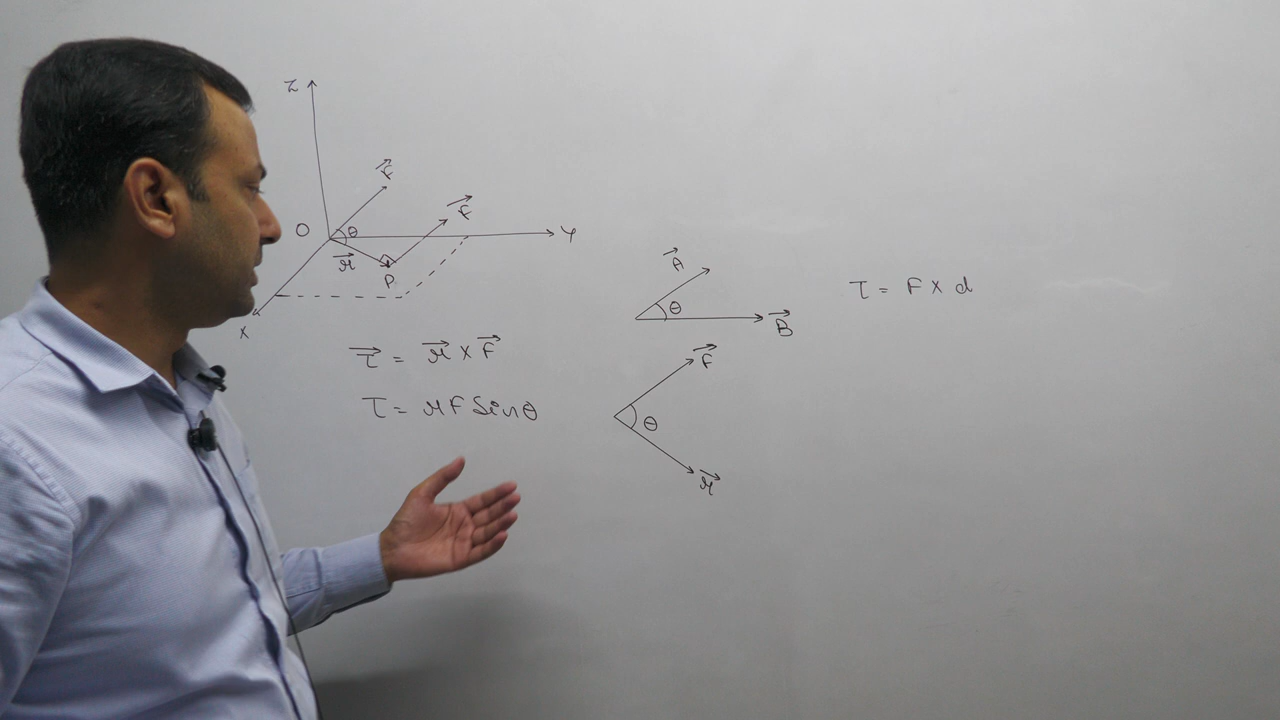 Z
F⃗
F⃗
O
θ
Y
r⃗
P
X
τ⃗ = r⃗ × F⃗
τ = rF Sinθ
A⃗
θ
B⃗
F⃗
θ
r⃗
τ = F × d